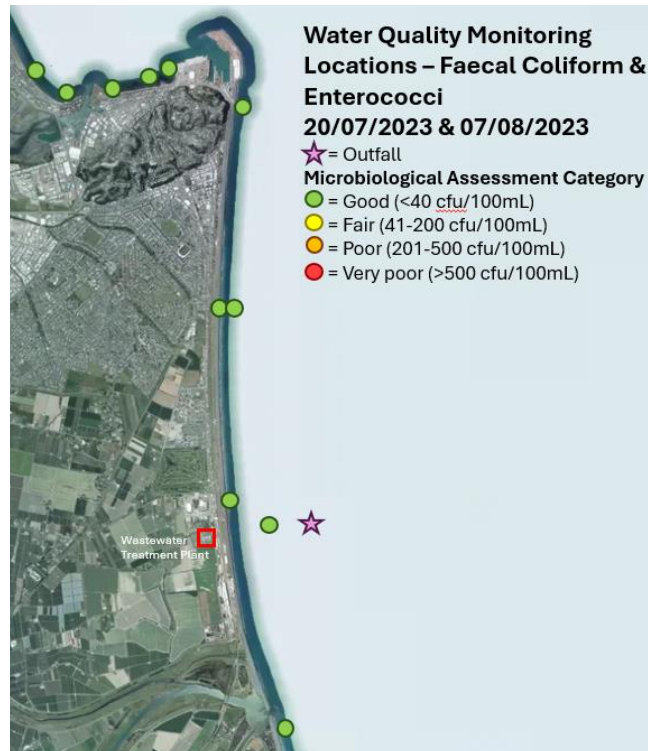 Water Quality Monitoring
Locations – Faecal Coliform &
Enterococci
20/07/2023 & 07/08/2023
= Outfall
Microbiological Assessment Category
= Good (<40 cfu/100mL)
= Fair (41-200 cfu/100mL)
= Poor (201-500 cfu/100mL)
= Very poor (>500 cfu/100mL)
Wastewater
Treatment Plant